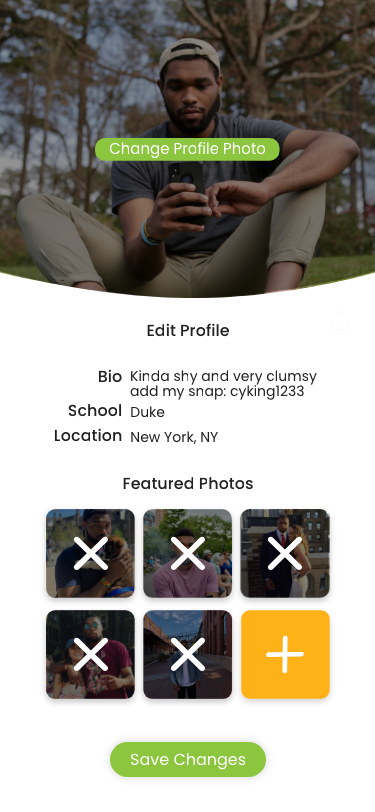 Change Profile Photo
Edit Profile
Bio Kinda shy and very clumsy
add my snap: cyking1233
School Duke
Location New York, NY
Featured Photos
Save Changes